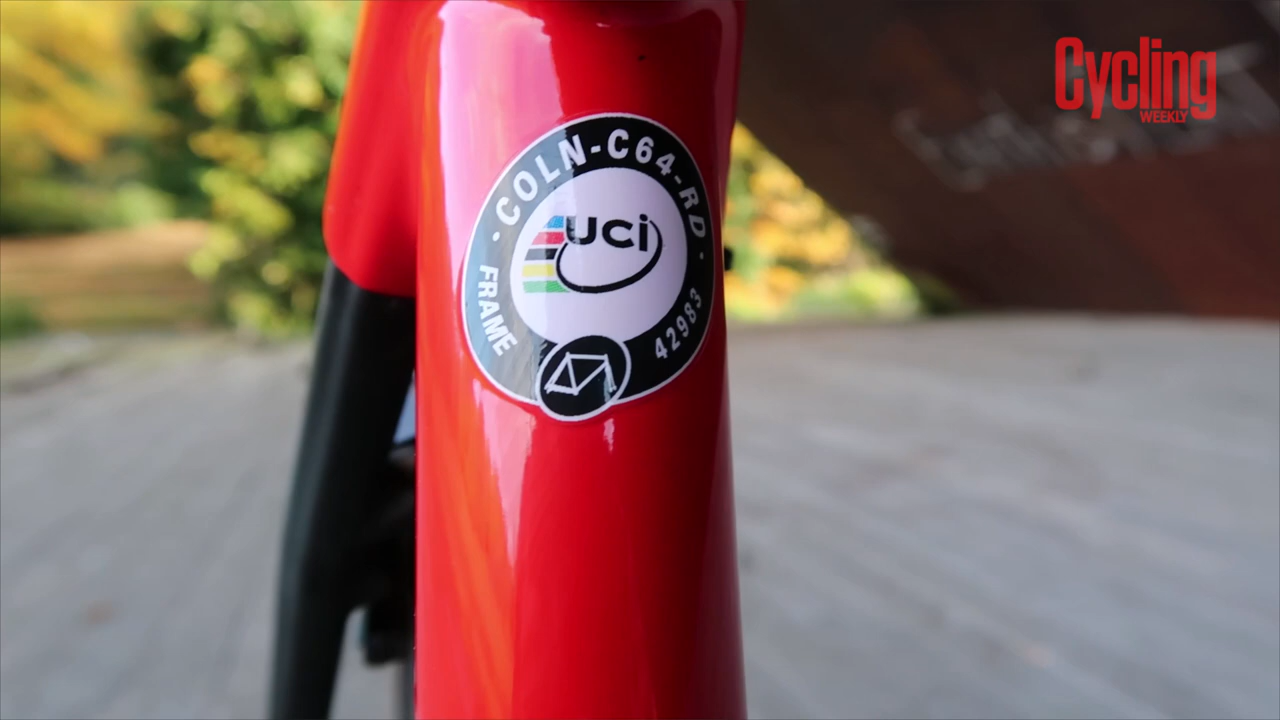 Cycling
WEEKLY
· COLN-C64-RD ·
uci
FRAME
42983